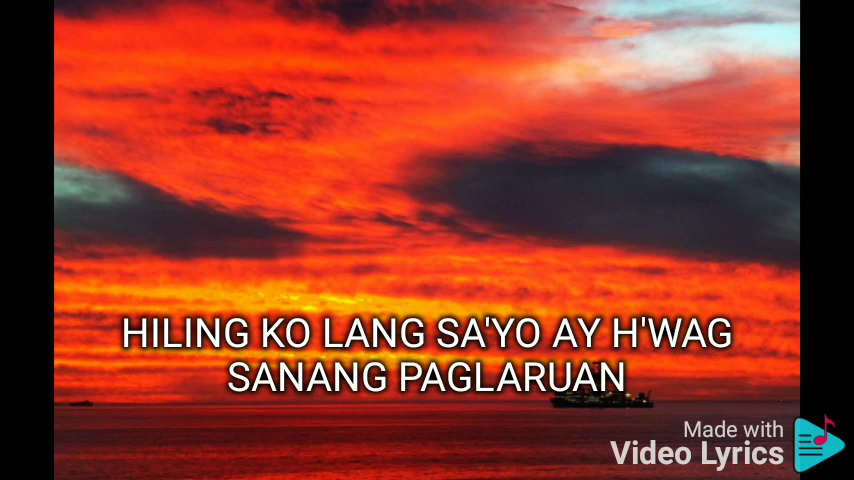 HILING KO LANG SA'YO AY H'WAG
SANANG PAGLARUAN
Made with
Video Lyrics